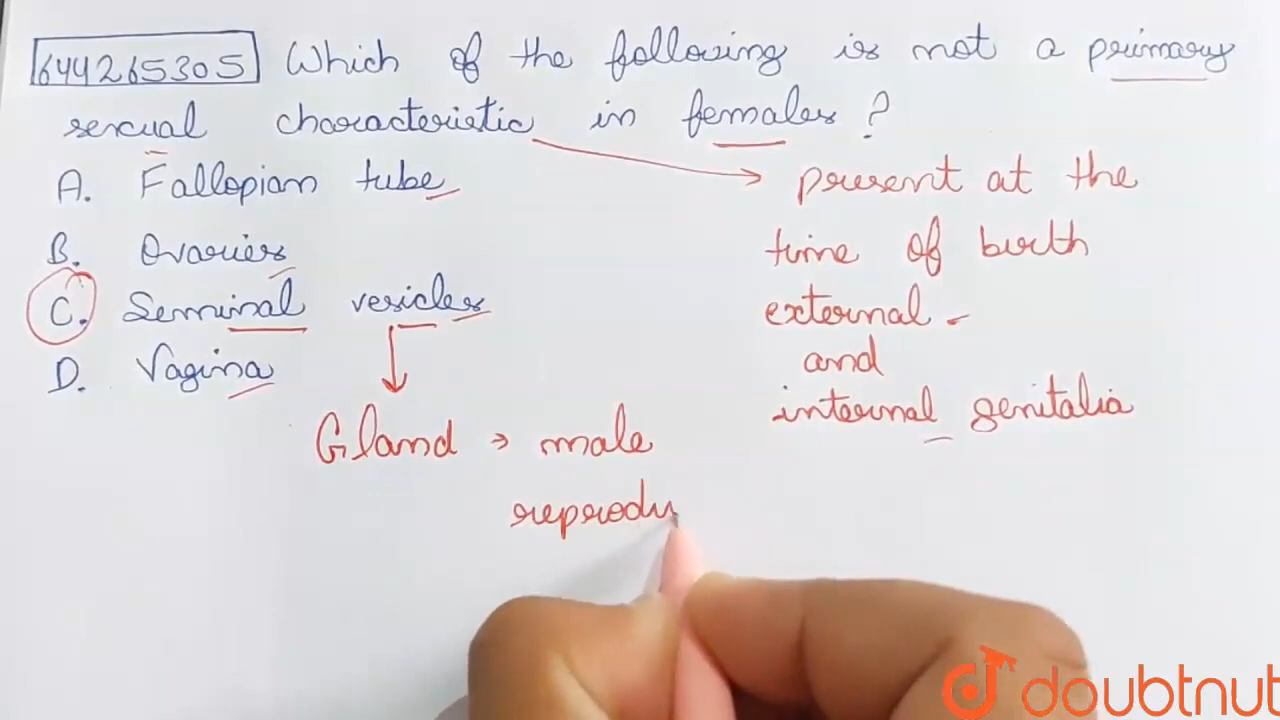 644265305 Which of the following is not a primary
sexual characteristic in females?
A. Fallopian tube
B. Ovaries
C. Seminal vesicles
D. Vagina
present at the
time of birth
external
and
internal genitalia
Gland → male
reprodu
doubtnut